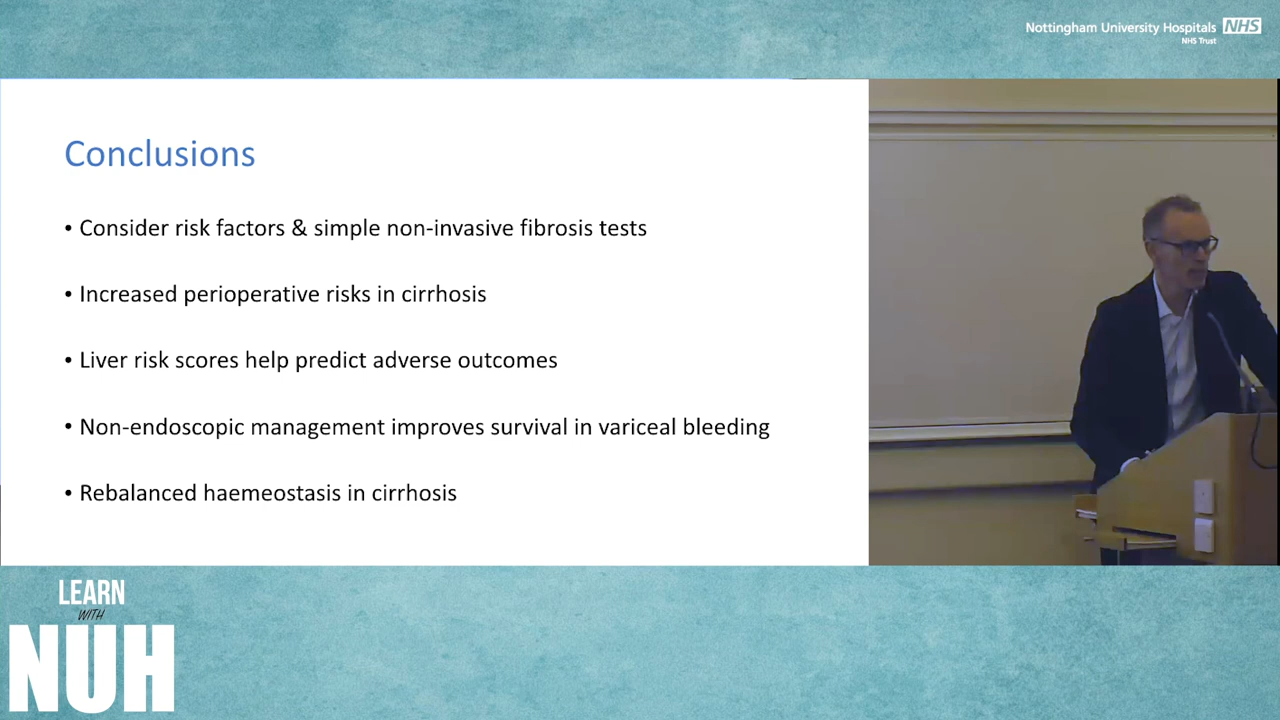 Nottingham University Hospitals NHS
NHS Trust
Conclusions
• Consider risk factors & simple non-invasive fibrosis tests
• Increased perioperative risks in cirrhosis
• Liver risk scores help predict adverse outcomes
• Non-endoscopic management improves survival in variceal bleeding
• Rebalanced haemeostasis in cirrhosis
LEARN
WITH
NUH